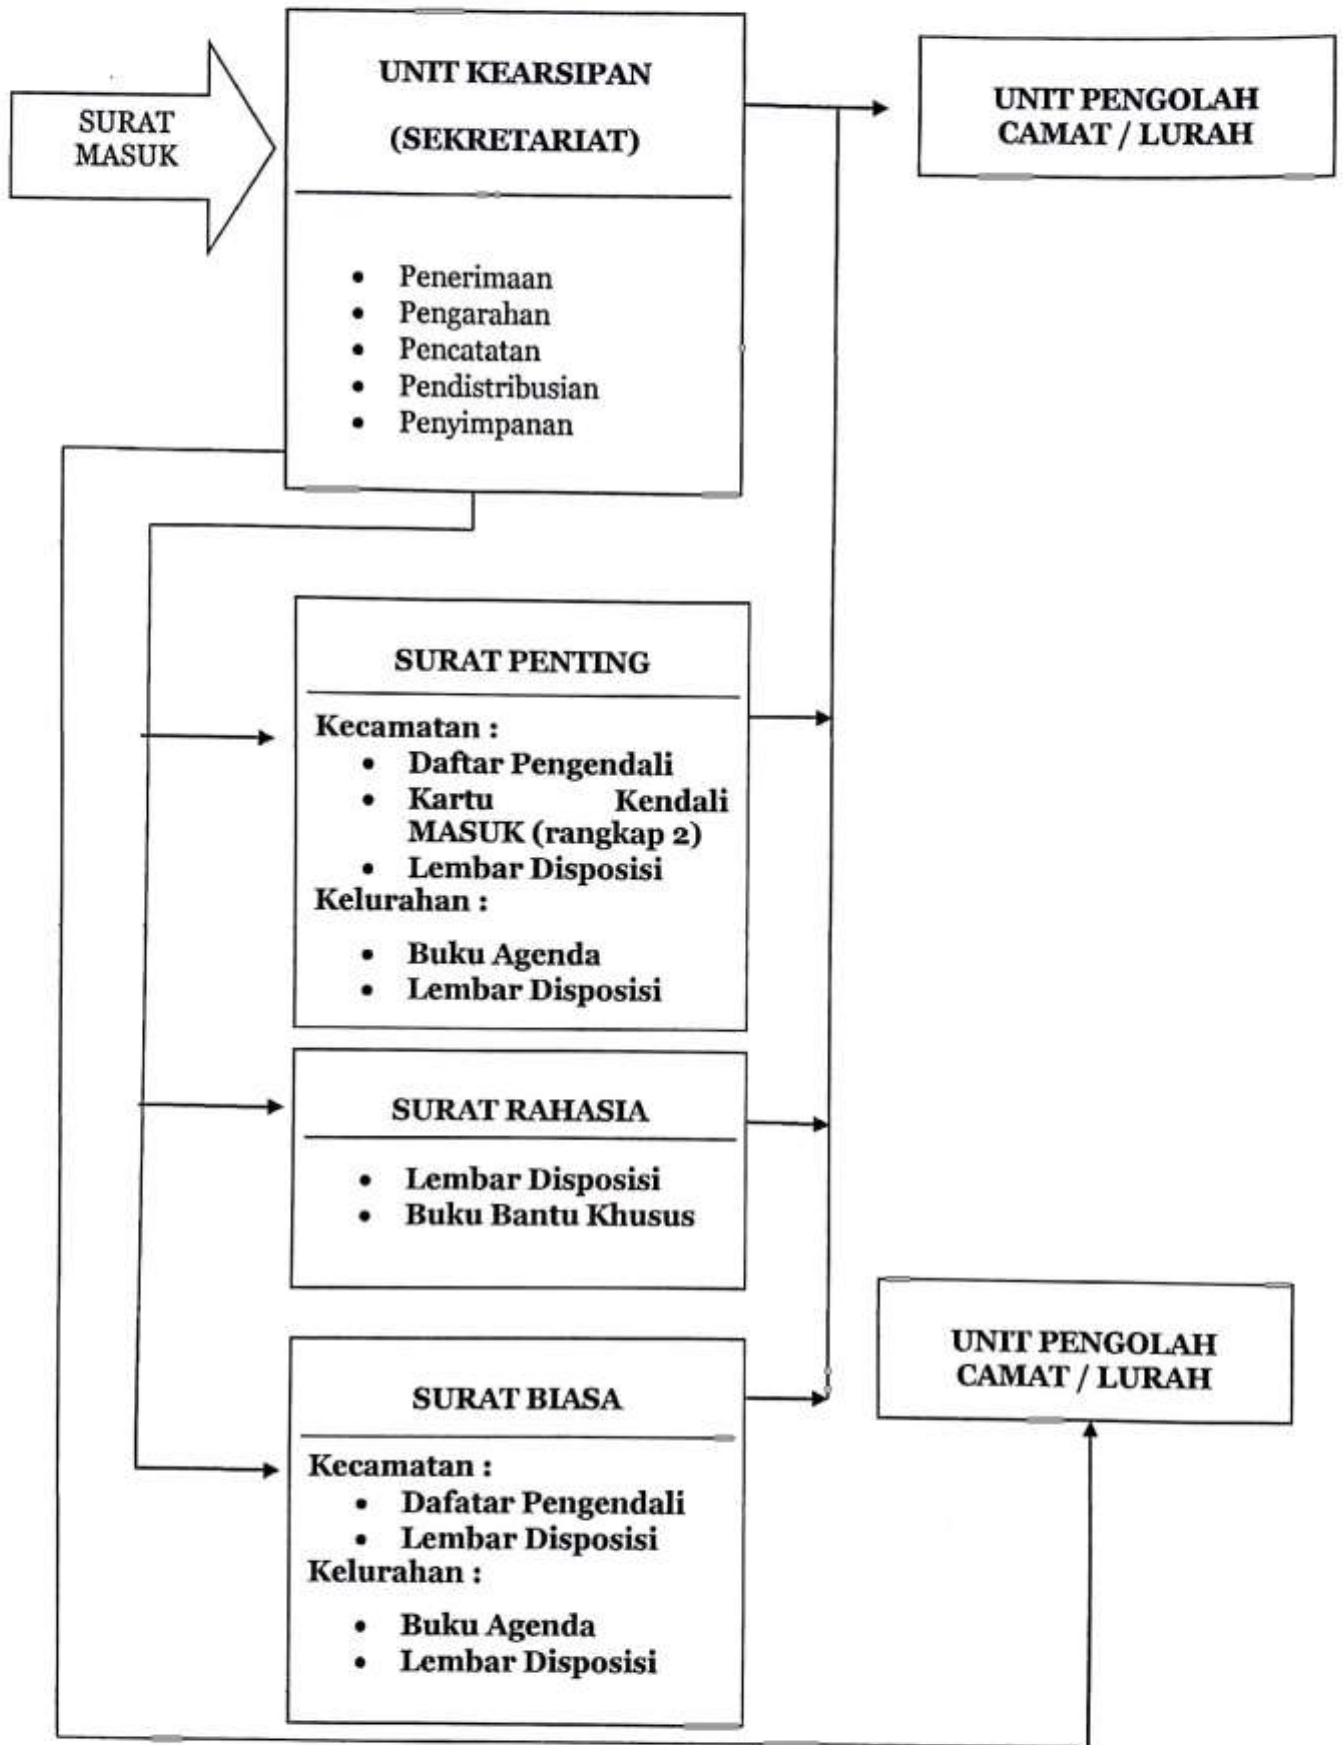 SURAT
MASUK
UNIT KEARSIPAN
(SEKRETARIAT)
• Penerimaan
• Pengarahan
• Pencatatan
• Pendistribusian
• Penyimpanan
UNIT PENGOLAH
CAMAT / LURAH
SURAT PENTING
Kecamatan :
• Daftar Pengendali
• Kartu Kendali
MASUK (rangkap 2)
• Lembar Disposisi
Kelurahan :
• Buku Agenda
• Lembar Disposisi
SURAT RAHASIA
• Lembar Disposisi
• Buku Bantu Khusus
UNIT PENGOLAH
CAMAT / LURAH
SURAT BIASA
Kecamatan :
• Dafatar Pengendali
• Lembar Disposisi
Kelurahan :
• Buku Agenda
• Lembar Disposisi